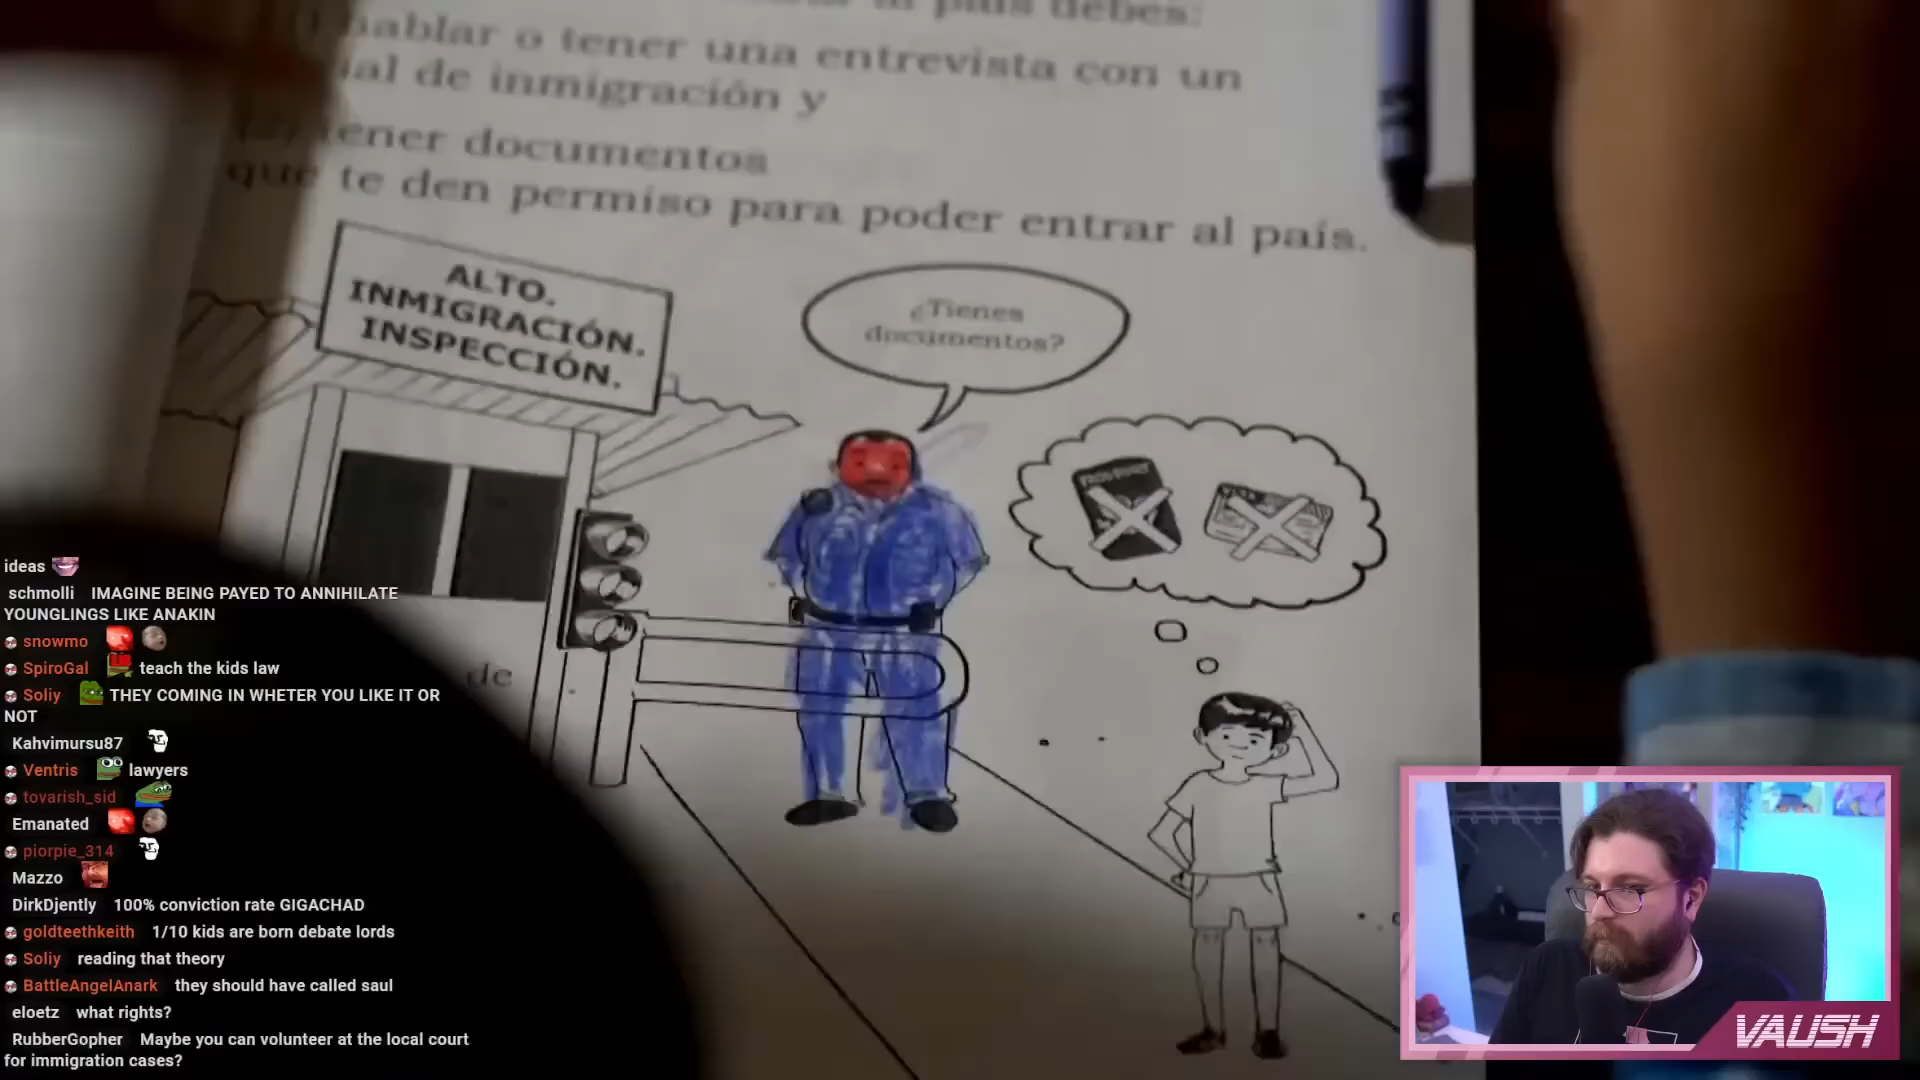 al país debes:
hablar o tener una entrevista con un
ial de inmigración y
tener documentos
que te den permiso para poder entrar al país.
ALTO.
INMIGRACIÓN.
INSPECCIÓN.
¿Tienes
documentos?
de
ideas
schmolli IMAGINE BEING PAYED TO ANNIHILATE
YOUNGLINGS LIKE ANAKIN
snowmo
SpiroGal teach the kids law
Soliy THEY COMING IN WHETER YOU LIKE IT OR
NOT
Kahvimursu87
Ventris lawyers
tovarish_sid
Emanated
piorpie_314
Mazzo
DirkDjently 100% conviction rate GIGACHAD
goldteethkeith 1/10 kids are born debate lords
Soliy reading that theory
BattleAngelAnark they should have called saul
eloetz what rights?
RubberGopher Maybe you can volunteer at the local court
for immigration cases?
VAUSH